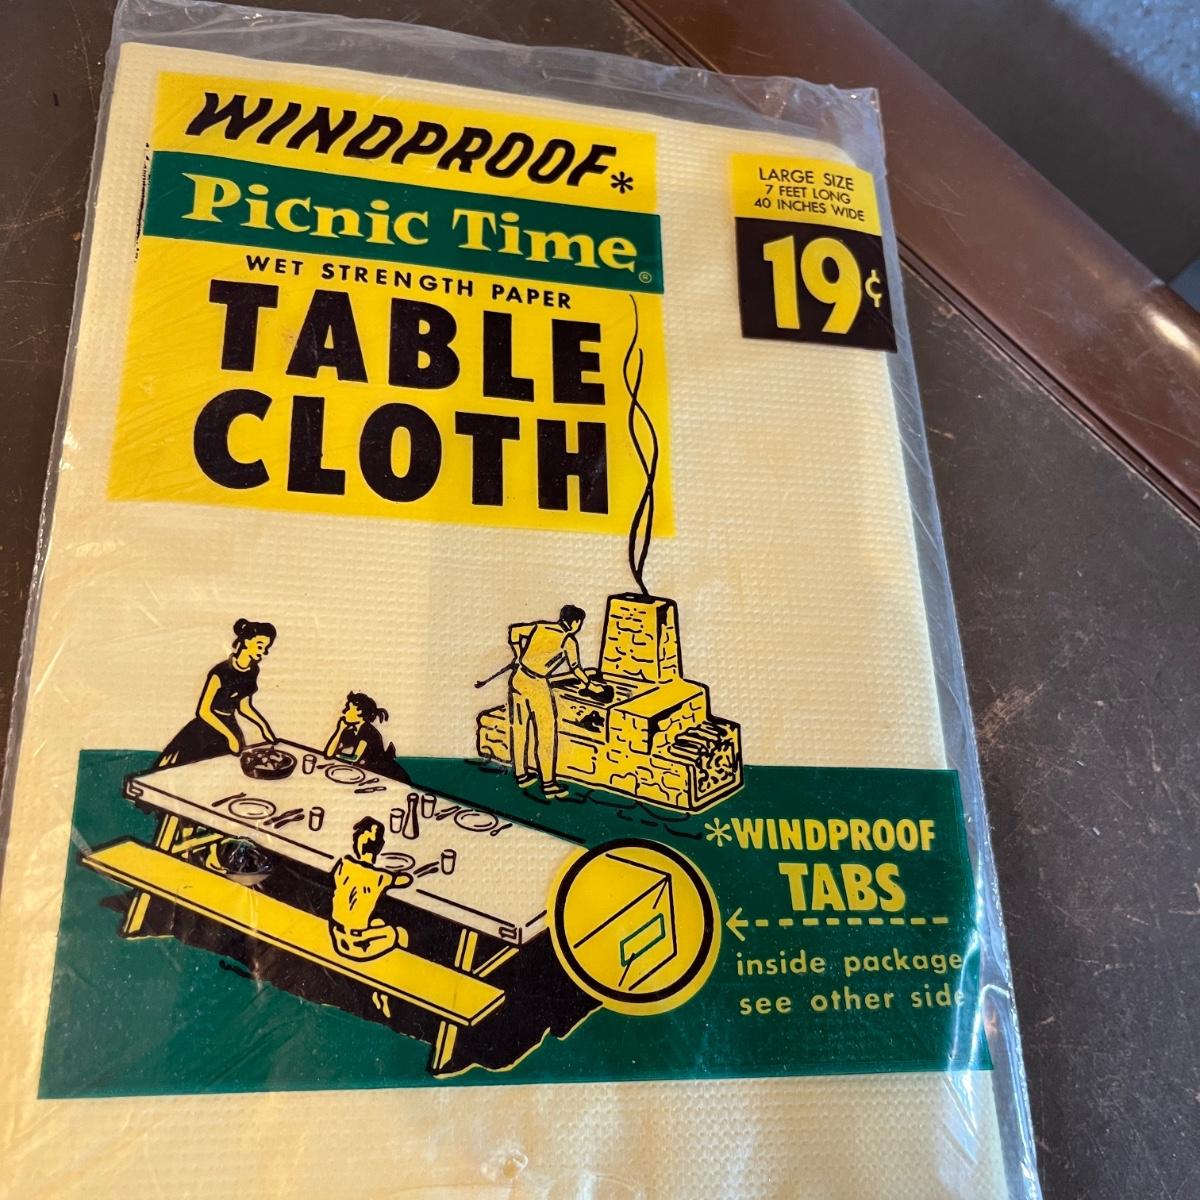 WINDPROOF*
Picnic Time®
WET STRENGTH PAPER
TABLE
CLOTH
LARGE SIZE
7 FEET LONG
40 INCHES WIDE
19¢
*WINDPROOF
TABS
inside package
see other side